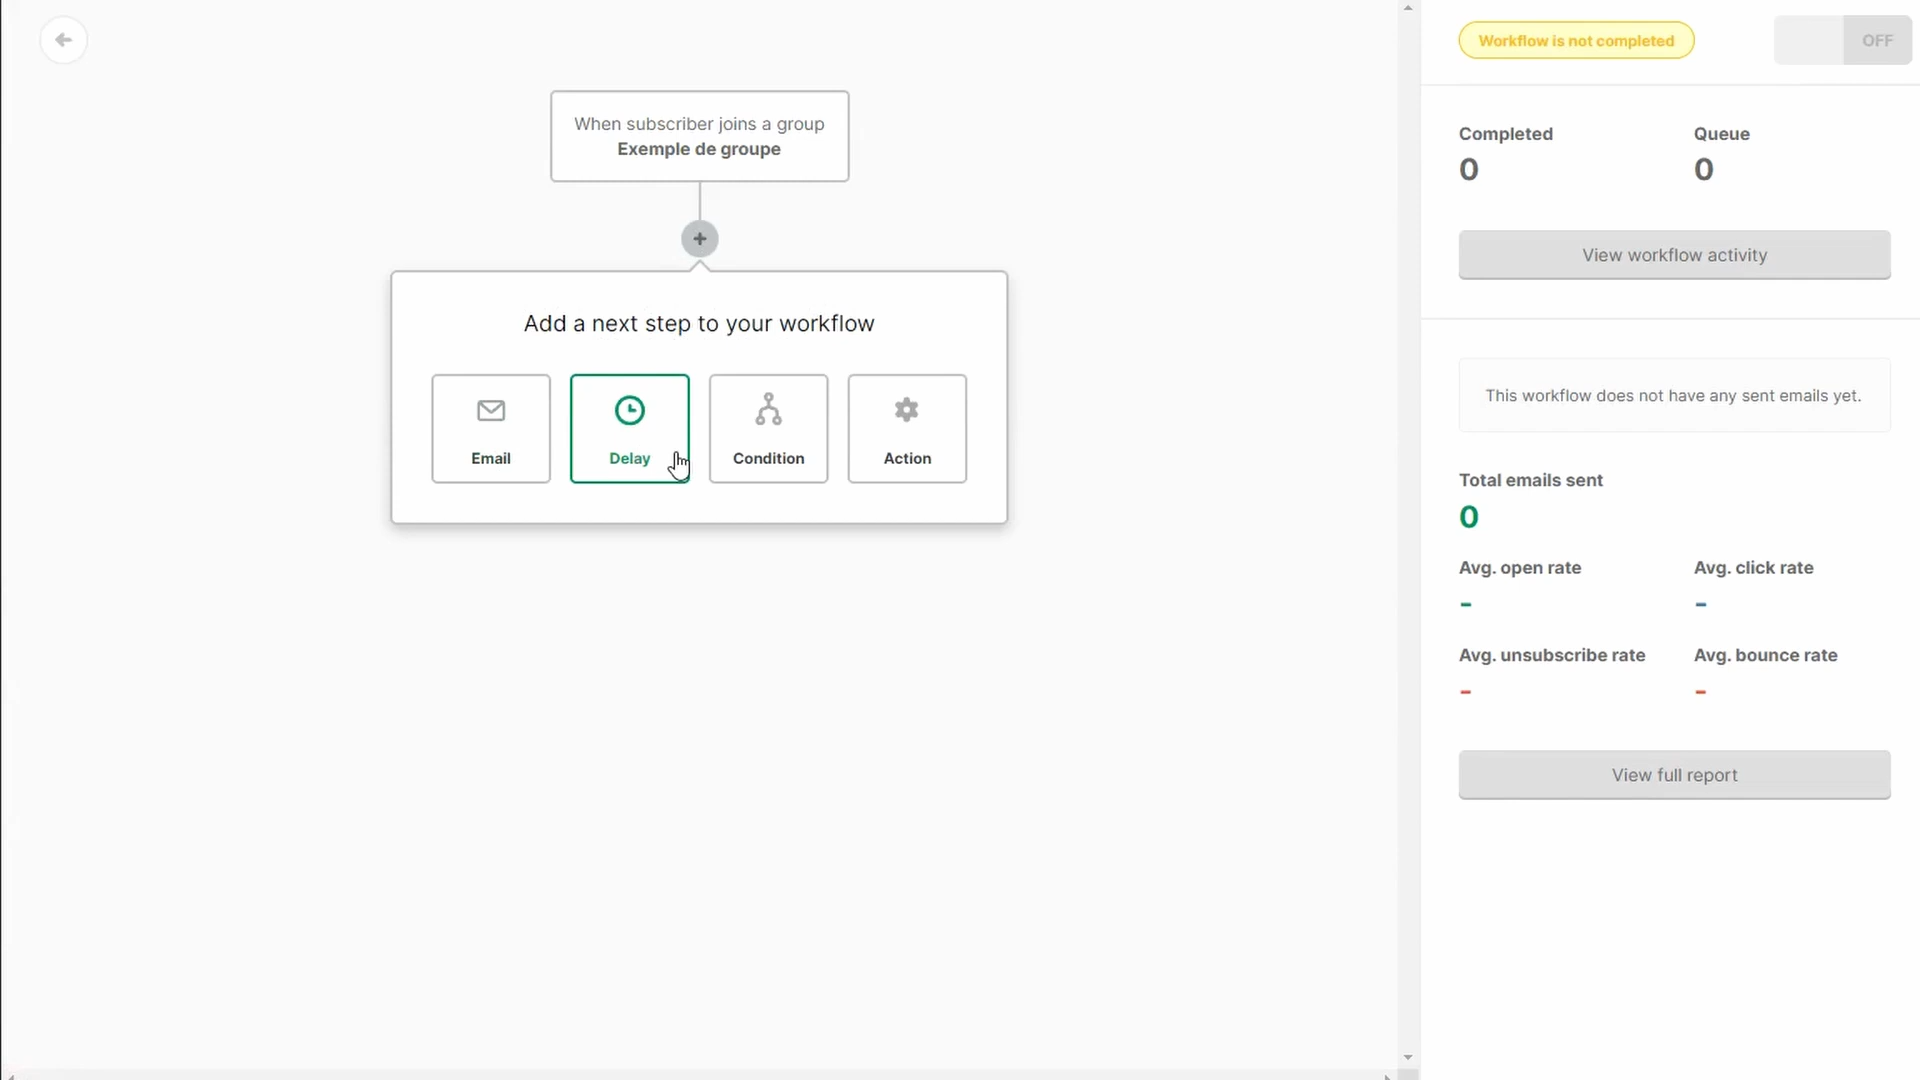 Workflow is not completed
OFF
When subscriber joins a group
Exemple de groupe
Completed
Queue
0
0
View workflow activity
Add a next step to your workflow
Email
Delay
Condition
Action
This workflow does not have any sent emails yet.
Total emails sent
0
Avg. open rate
Avg. click rate
-
-
Avg. unsubscribe rate
Avg. bounce rate
-
-
View full report